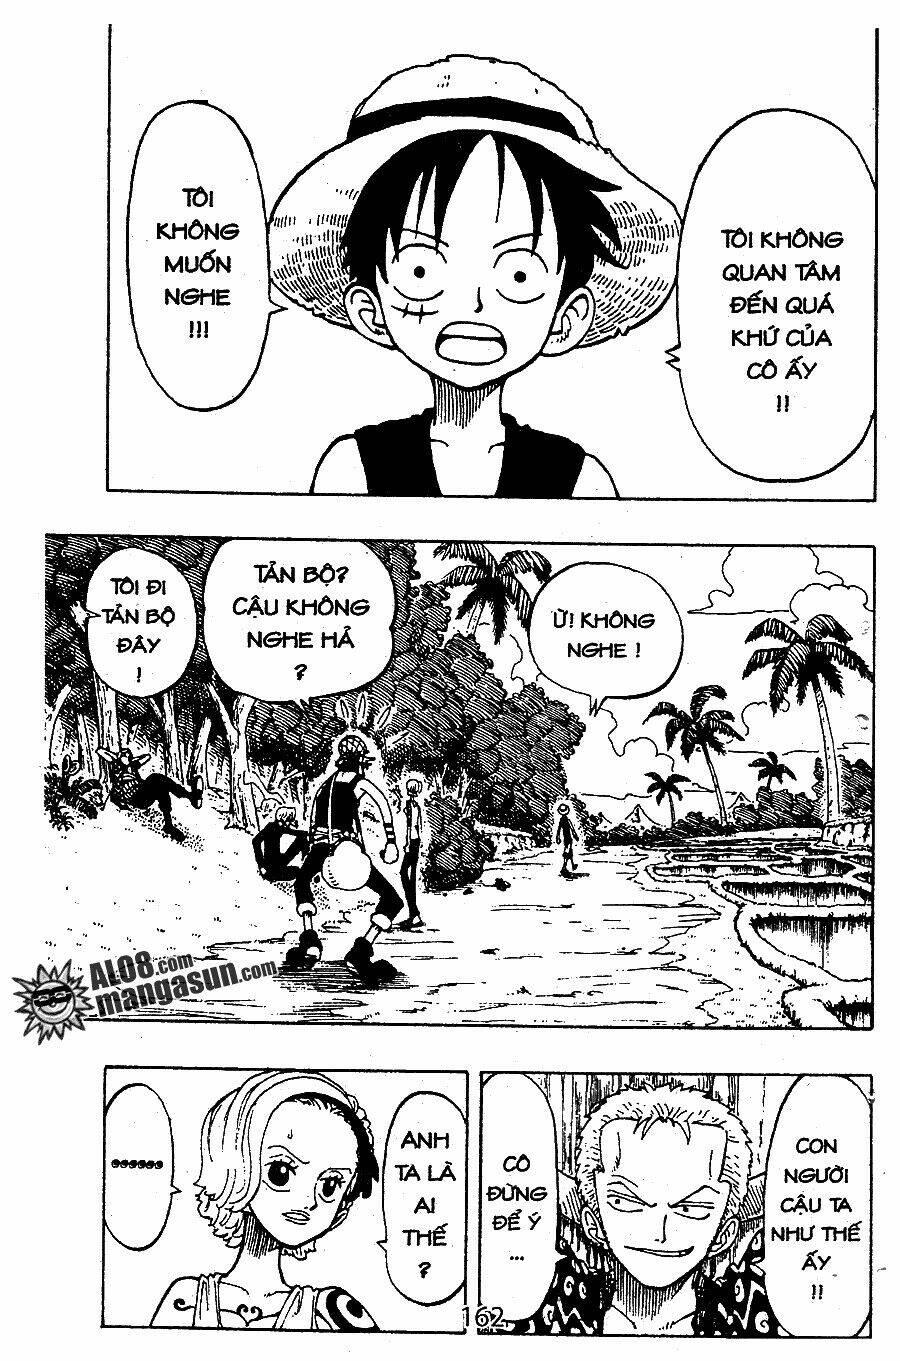 TÔI KHÔNG
QUAN TÂM
ĐẾN QUÁ
KHỨ CỦA
CÔ ẤY
!!
TÔI
KHÔNG
MUỐN
NGHE
!!!
Ừ! KHÔNG
NGHE !
TẢN BỘ?
CẬU KHÔNG
NGHE HẢ
?
TÔI ĐI
TẢN BỘ
ĐÂY
!
AL08.com
mangasun.com
CON
NGƯỜI
CẬU TA
NHƯ THẾ
ẤY
!!
CÔ
ĐỪNG
ĐỂ Ý
...
ANH
TA LÀ
AI
THẾ
?
......
162